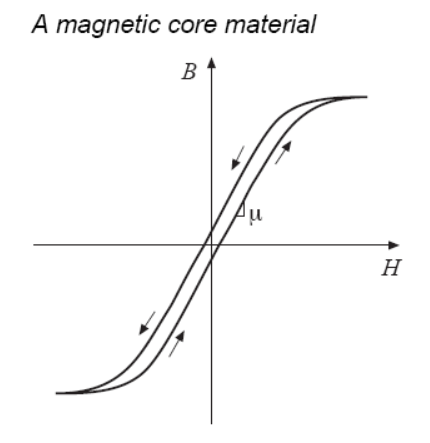 A magnetic core material
B
μ
H